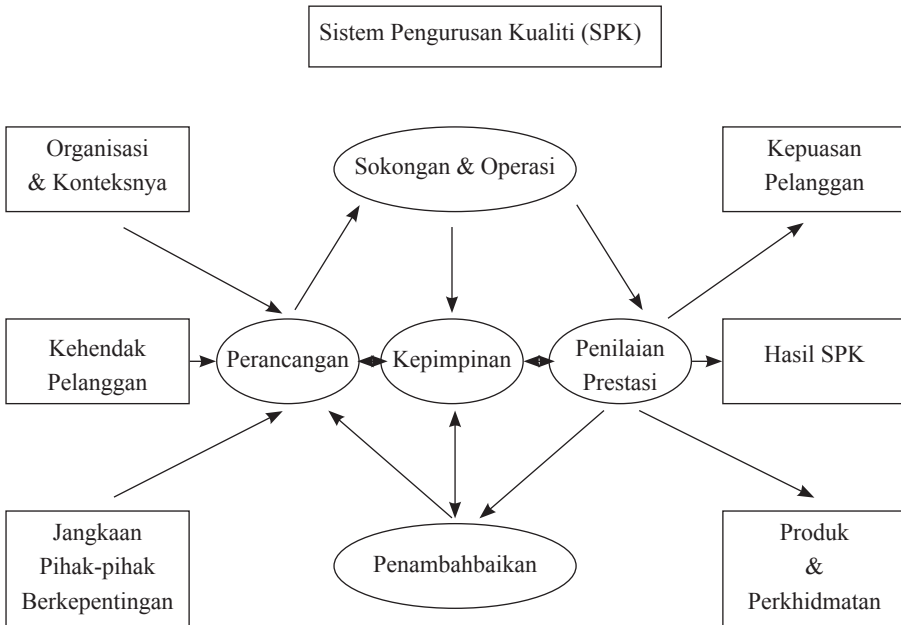 Sistem Pengurusan Kualiti (SPK)
Organisasi
& Konteksnya
Sokongan & Operasi
Kepuasan
Pelanggan
Kehendak
Pelanggan
Perancangan
Kepimpinan
Penilaian
Prestasi
Hasil SPK
Jangkaan
Pihak-pihak
Berkepentingan
Penambahbaikan
Produk
&
Perkhidmatan